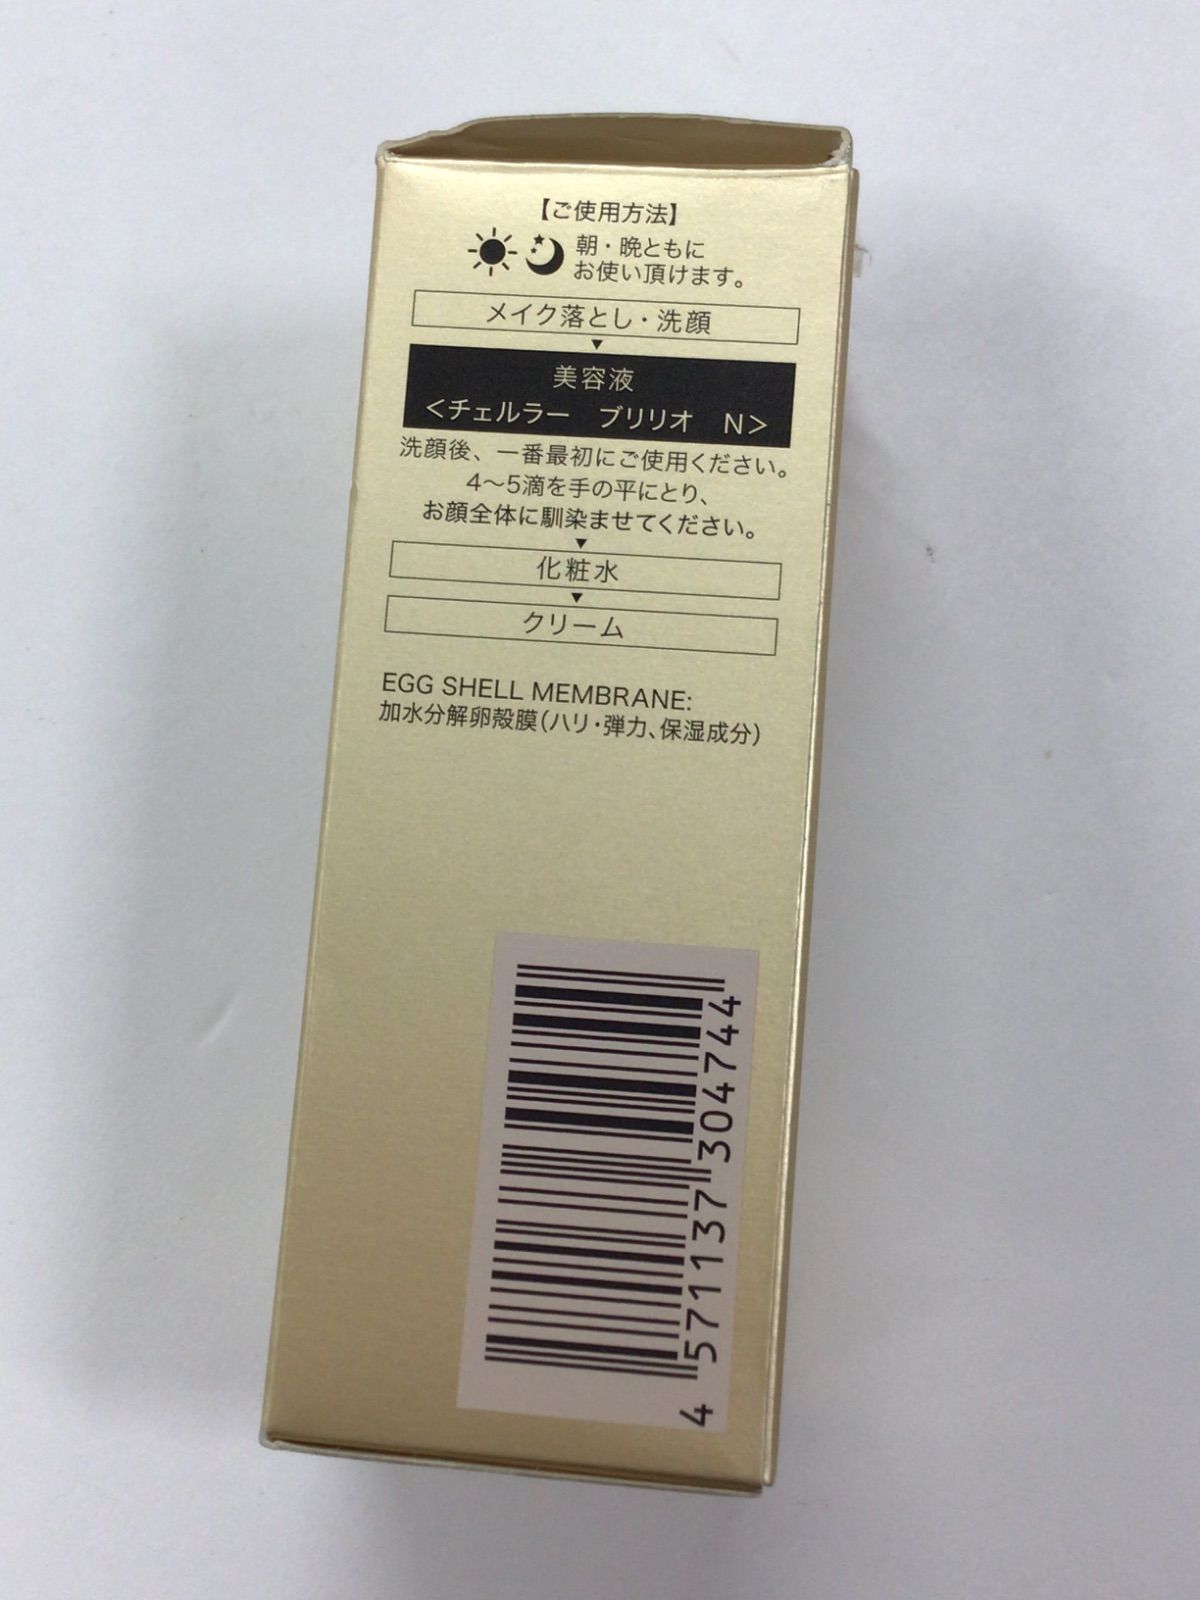 【ご使用方法】
朝・晩ともに
お使い頂けます。
メイク落とし・洗顔
美容液
＜チェルラー　ブリリオ　N＞
洗顔後、一番最初にご使用ください。
4〜5滴を手の平にとり、
お顔全体に馴染ませてください。
化粧水
クリーム
EGG SHELL MEMBRANE:
加水分解卵殻膜(ハリ・弾力、保湿成分)
4 571137 304744